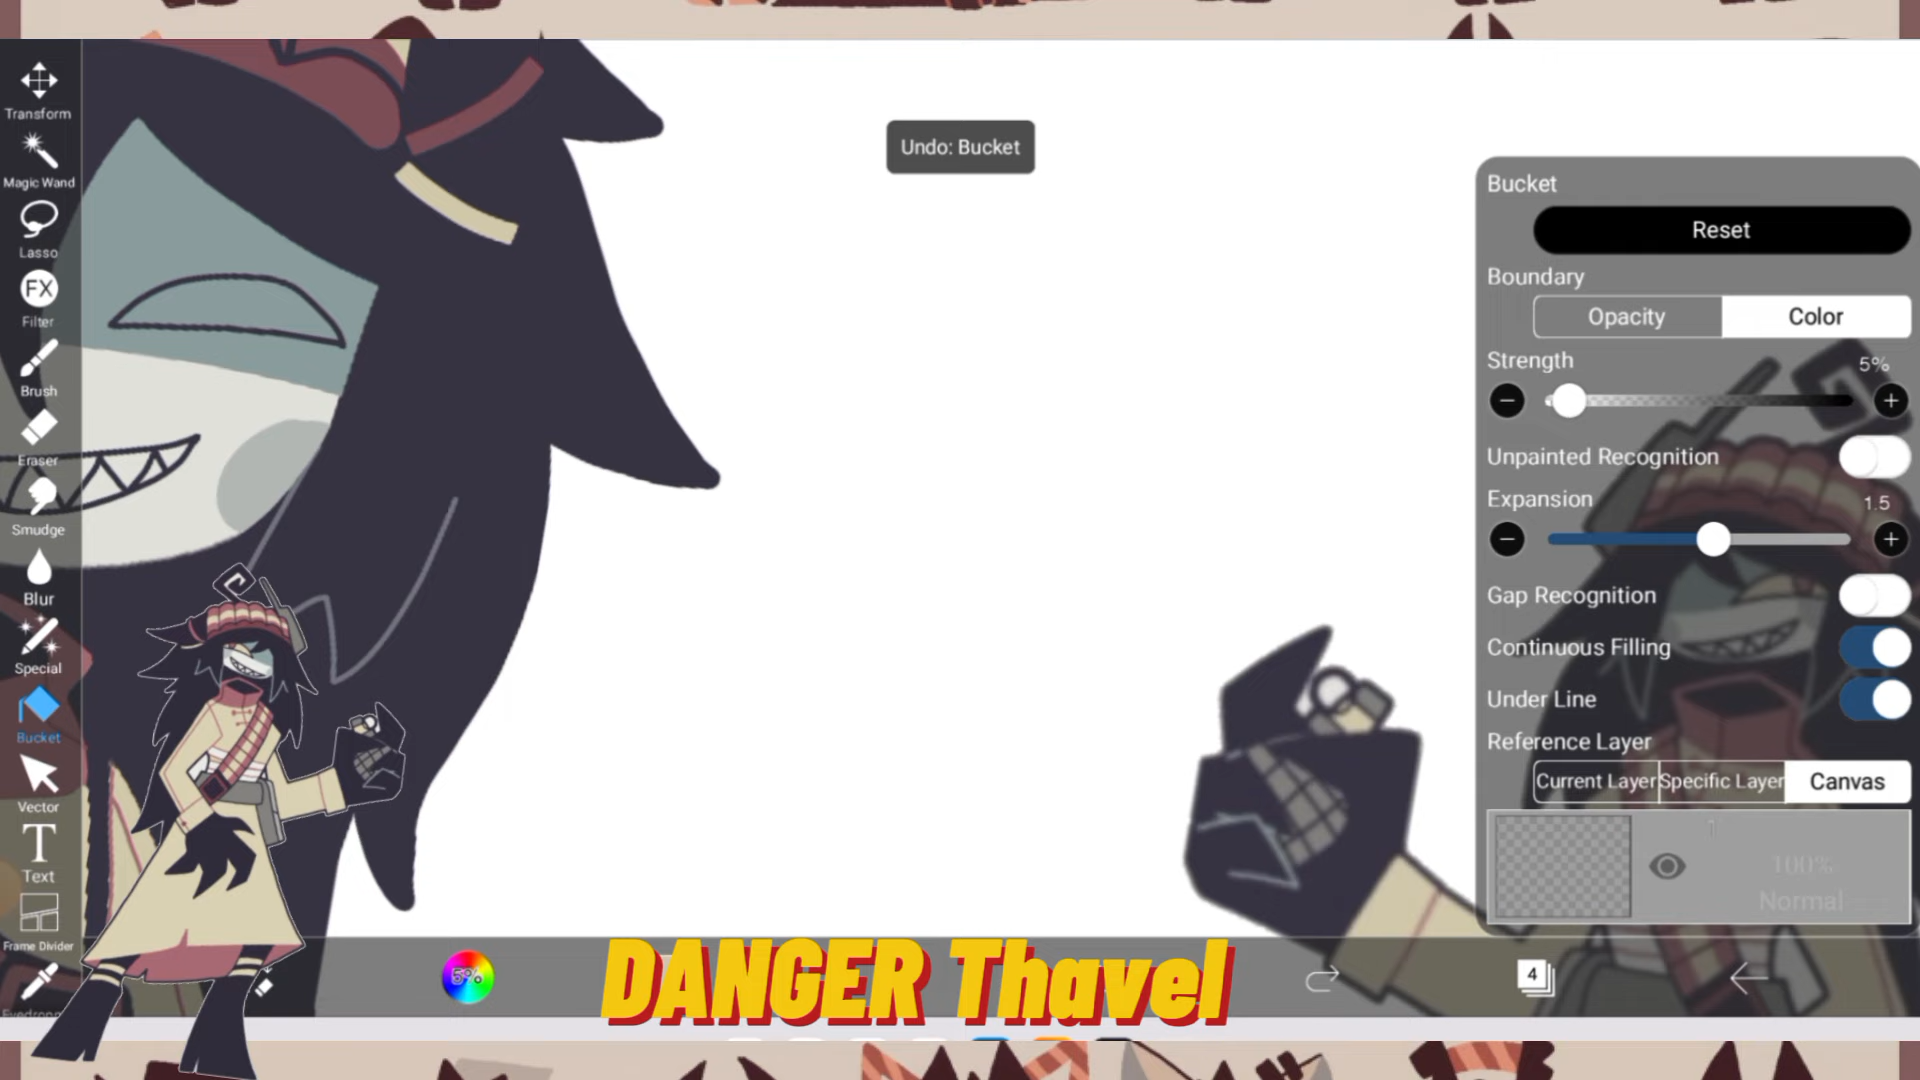 Transform
Magic Wand
Lasso
FX
Filter
Brush
Eraser
Smudge
Blur
Special
Bucket
Vector
T
Text
Frame Divider
Undo: Bucket
Bucket
Reset
Boundary
Opacity
Color
Strength
5%
Unpainted Recognition
Expansion
1.5
Gap Recognition
Continuous Filling
Under Line
Reference Layer
Current Layer
Specific Layer
Canvas
100%
Normal
5%
DANGER Thavel
4